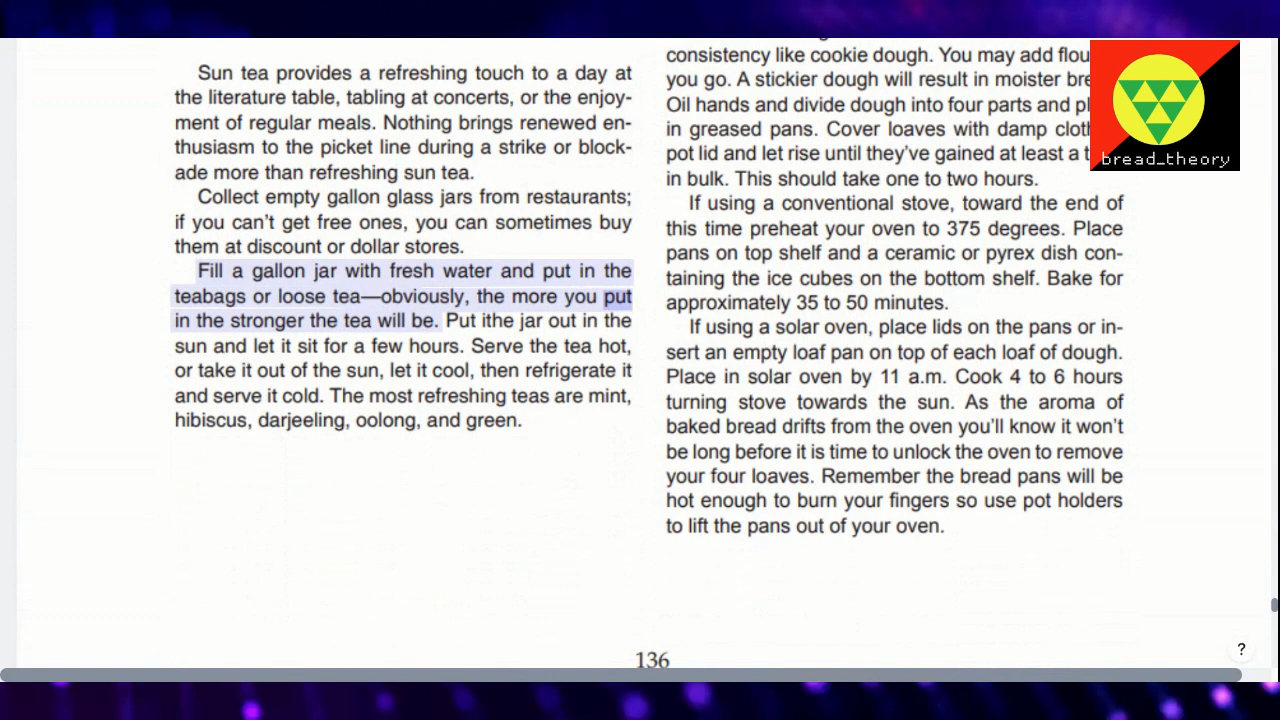 Sun tea provides a refreshing touch to a day at
the literature table, tabling at concerts, or the enjoy-
ment of regular meals. Nothing brings renewed en-
thusiasm to the picket line during a strike or block-
ade more than refreshing sun tea.
Collect empty gallon glass jars from restaurants;
if you can't get free ones, you can sometimes buy
them at discount or dollar stores.
Fill a gallon jar with fresh water and put in the
teabags or loose tea—obviously, the more you put
in the stronger the tea will be. Put ithe jar out in the
sun and let it sit for a few hours. Serve the tea hot,
or take it out of the sun, let it cool, then refrigerate it
and serve it cold. The most refreshing teas are mint,
hibiscus, darjeeling, oolong, and green.
consistency like cookie dough. You may add
you go. A stickier dough will result in moister
Oil hands and divide dough into four parts and
in greased pans. Cover loaves with damp
pot lid and let rise until they've gained at least a
in bulk. This should take one to two hours.
If using a conventional stove, toward the end of
this time preheat your oven to 375 degrees. Place
pans on top shelf and a ceramic or pyrex dish con-
taining the ice cubes on the bottom shelf. Bake for
approximately 35 to 50 minutes.
If using a solar oven, place lids on the pans or in-
sert an empty loaf pan on top of each loaf of dough.
Place in solar oven by 11 a.m. Cook 4 to 6 hours
turning stove towards the sun. As the aroma of
baked bread drifts from the oven you'll know it won't
be long before it is time to unlock the oven to remove
your four loaves. Remember the bread pans will be
hot enough to burn your fingers so use pot holders
to lift the pans out of your oven.
bread_theory
136
?